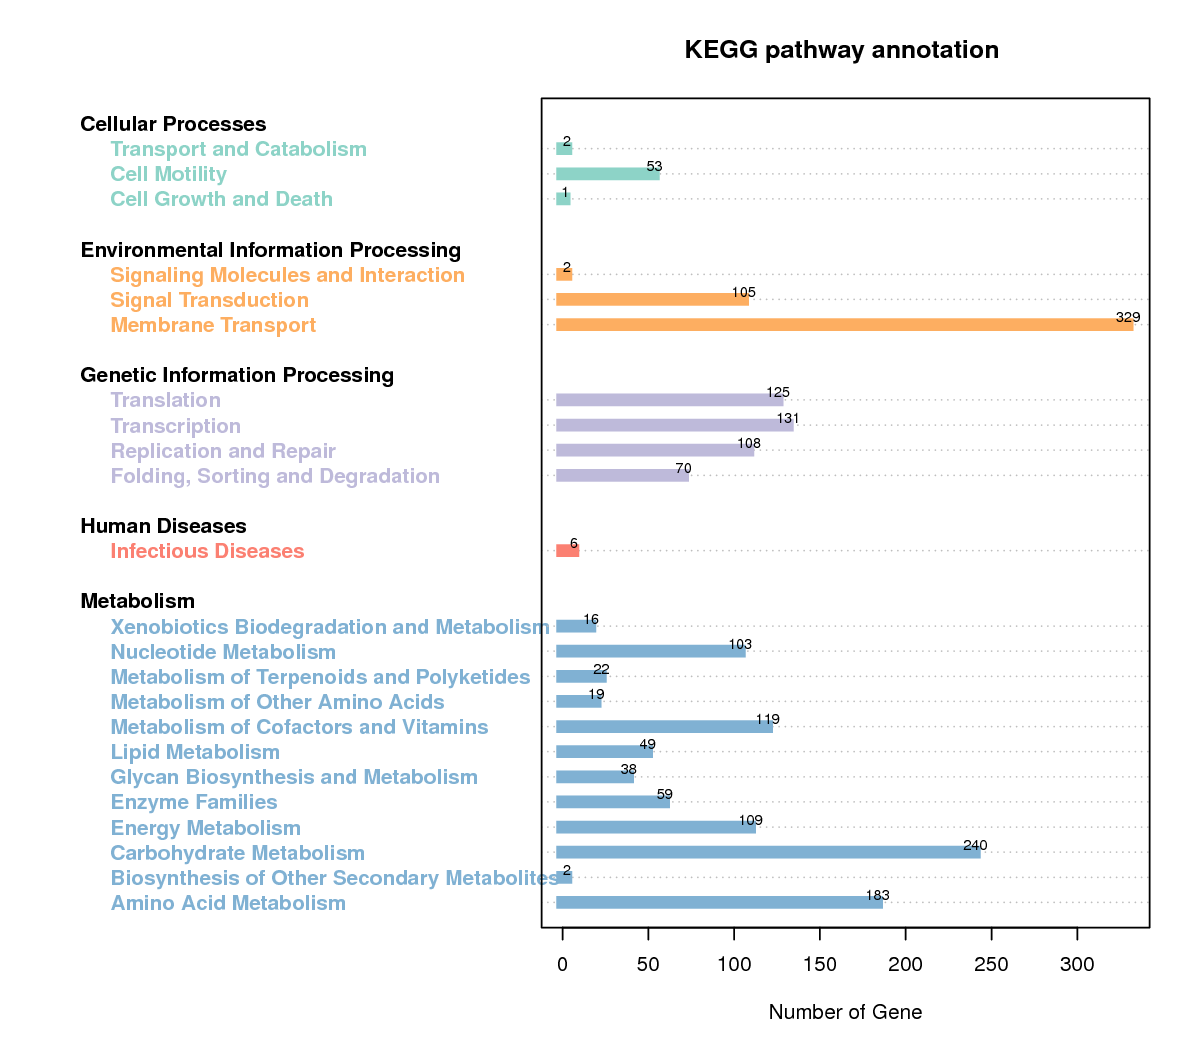 KEGG pathway annotation
Cellular Processes
Transport and Catabolism 2
Cell Motility 53
Cell Growth and Death 1
Environmental Information Processing
Signaling Molecules and Interaction 2
Signal Transduction 105
Membrane Transport 329
Genetic Information Processing
Translation 125
Transcription 131
Replication and Repair 108
Folding, Sorting and Degradation 70
Human Diseases
Infectious Diseases 6
Metabolism
Xenobiotics Biodegradation and Metabolism 16
Nucleotide Metabolism 103
Metabolism of Terpenoids and Polyketides 22
Metabolism of Other Amino Acids 19
Metabolism of Cofactors and Vitamins 119
Lipid Metabolism 49
Glycan Biosynthesis and Metabolism 38
Enzyme Families 59
Energy Metabolism 109
Carbohydrate Metabolism 240
Biosynthesis of Other Secondary Metabolites 2
Amino Acid Metabolism 183
0 50 100 150 200 250 300
Number of Gene